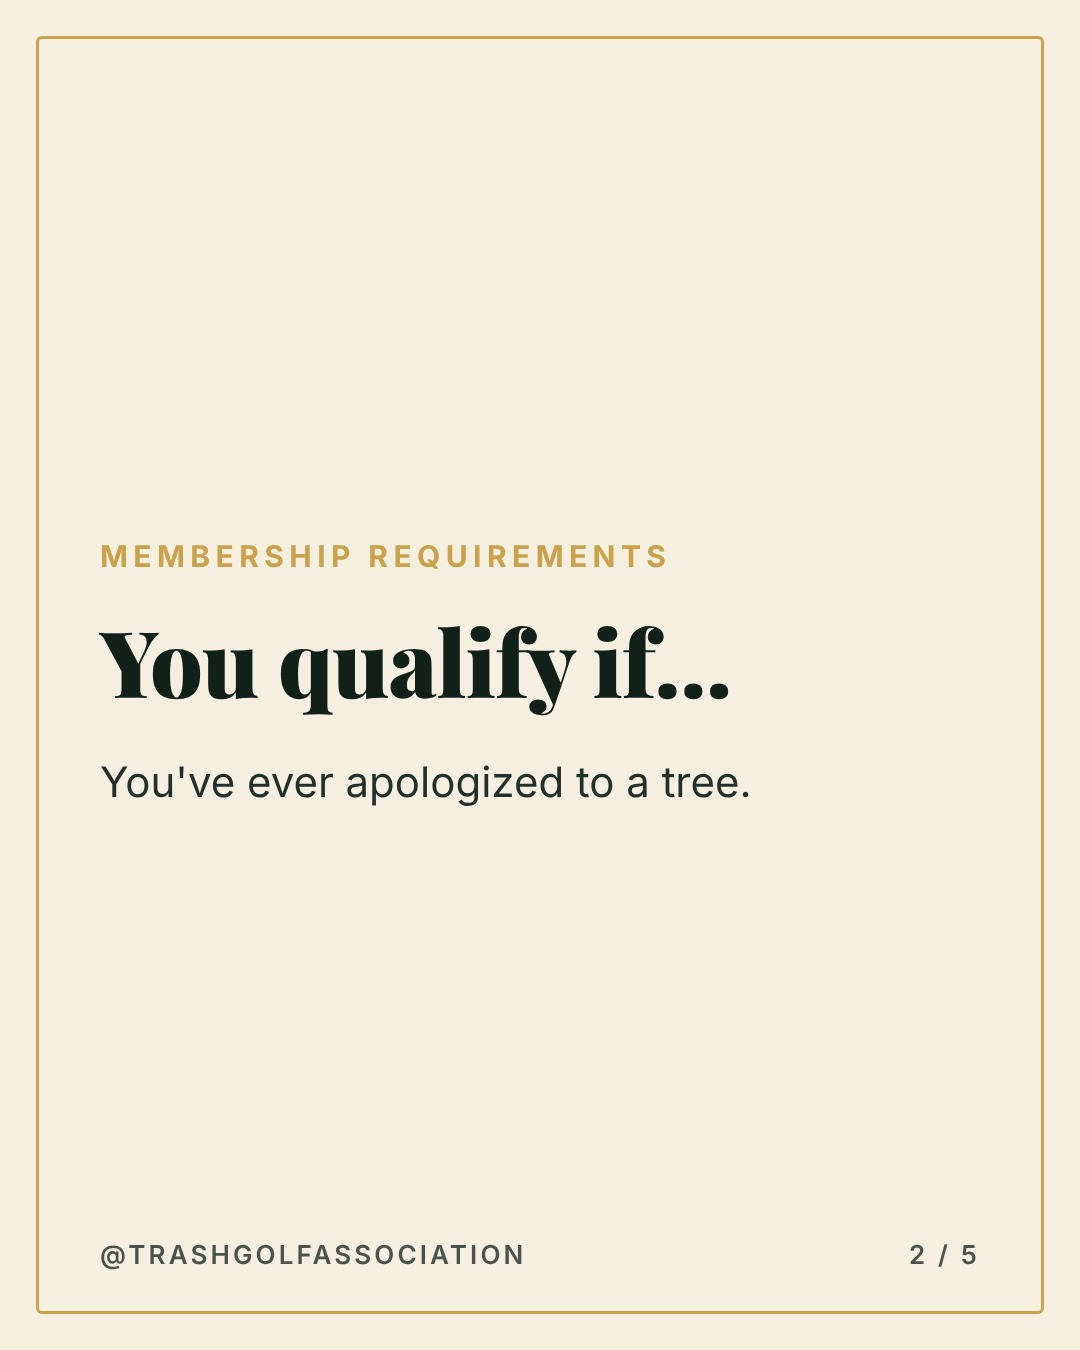 MEMBERSHIP REQUIREMENTS
You qualify if...
You've ever apologized to a tree.
@TRASHGOLFASSOCIATION
2 / 5